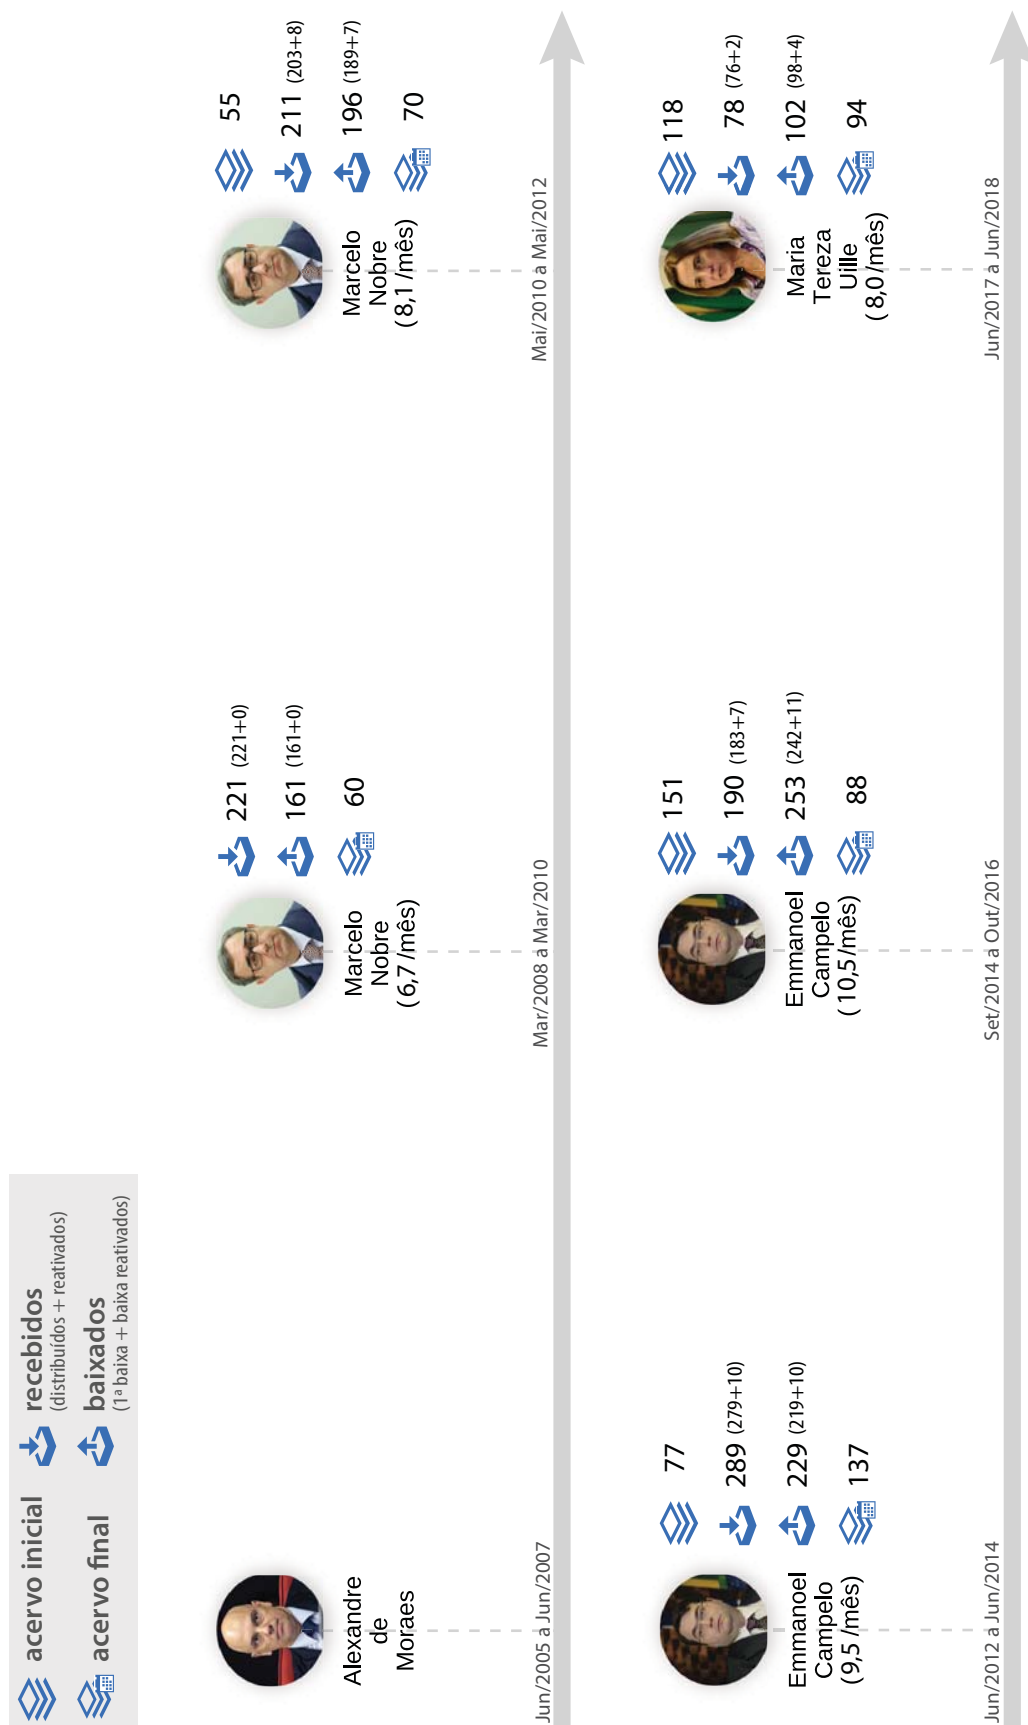 acervo inicial
recebidos
(distribuídos + reativados)
acervo final
baixados
(1ª baixa + baixa reativados)
Alexandre
de
Moraes
Jun/2005 à Jun/2007
221 (221+0)
161 (161+0)
60
Marcelo
Nobre
(6,7 /mês)
Mar/2008 à Mar/2010
55
211 (203+8)
196 (189+7)
70
Marcelo
Nobre
(8,1 /mês)
Mai/2010 à Mai/2012
77
289 (279+10)
229 (219+10)
137
Emmanoel
Campelo
(9,5 /mês)
Jun/2012 à Jun/2014
151
190 (183+7)
253 (242+11)
88
Emmanoel
Campelo
(10,5 /mês)
Set/2014 à Out/2016
118
78 (76+2)
102 (98+4)
94
Maria
Tereza
Uille
(8,0 /mês)
Jun/2017 à Jun/2018